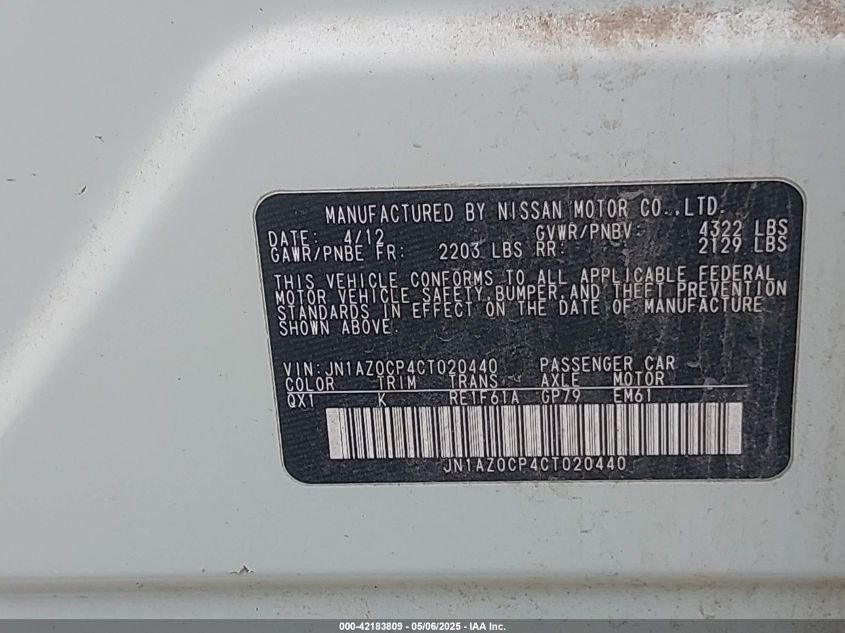 MANUFACTURED BY NISSAN MOTOR CO.,LTD.
DATE: 4/12 GVWR/PNBV: 4322 LBS
GAWR/PNBE FR: 2203 LBS RR: 2129 LBS
THIS VEHICLE CONFORMS TO ALL APPLICABLE FEDERAL
MOTOR VEHICLE SAFETY, BUMPER, AND THEFT PREVENTION
STANDARDS IN EFFECT ON THE DATE OF MANUFACTURE
SHOWN ABOVE.
VIN: JN1AZ0CP4CT020440 PASSENGER CAR
COLOR TRIM TRANS. AXLE MOTOR
QX1 K RE1F61A GP79 EM61
JN1AZ0CP4CT020440
000-42183809 - 05/06/2025 - IAA Inc.